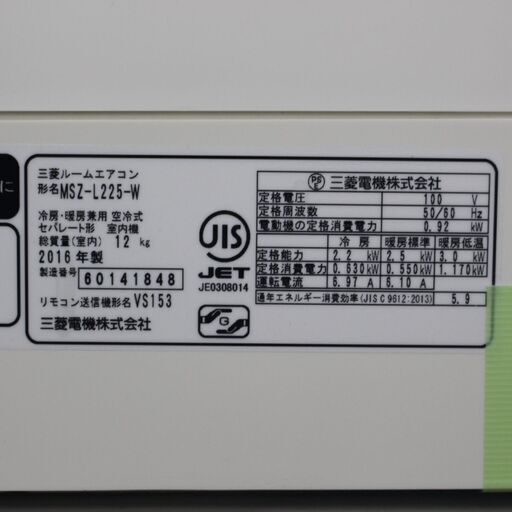 に
三菱ルームエアコン
形名MSZ-L225-W
冷房・暖房兼用 空冷式
セパレート形 室内機
総質量(室内) 12 kg
2016 年製
製造番号 60141848
リモコン送信機形名 VS153
三菱電機株式会社
JIS
JET
JE0308014
PS
E
三菱電機株式会社
定格電圧 100 V
定格周波数 50/60 Hz
電動機の定格消費電力 0.92 kW
冷 房 暖房標準 暖房低温
定格能力 2.2 kW 2.5 kW 3.0 kW
定格消費電力 0.630kW 0.550kW 1.170kW
運転電流 6.97 A 6.10 A
通年エネルギー消費効率(JIS C 9612:2013) 5.9